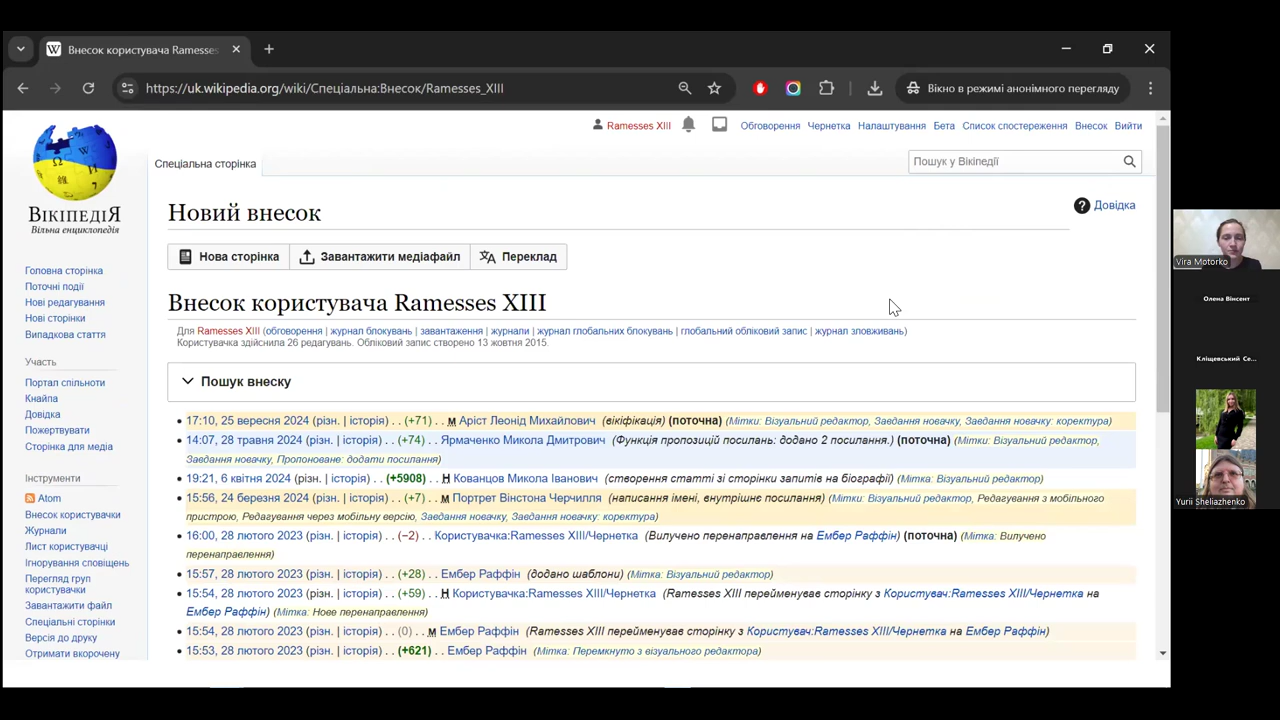 Внесок користувача Ramesses
https://uk.wikipedia.org/wiki/Спеціальна:Внесок/Ramesses_XIII
Вікно в режимі анонімного перегляду
Ramesses XIII Обговорення Чернетка Налаштування Бета Список спостереження Внесок Вийти
Спеціальна сторінка
Пошук у Вікіпедії
ВІКІПЕДІЯ
Вільна енциклопедія
Головна сторінка
Поточні події
Нові редагування
Нові сторінки
Випадкова стаття
Участь
Портал спільноти
Кнайпа
Довідка
Пожертвувати
Сторінка для медіа
Інструменти
Atom
Внесок користувачки
Журнали
Лист користувачці
Ігнорування сповіщень
Перегляд груп
користувачки
Завантажити файл
Спеціальні сторінки
Версія до друку
Отримати вкорочену
Новий внесок
Довідка
Нова сторінка Завантажити медіафайл Переклад
Внесок користувача Ramesses XIII
Для Ramesses XIII (обговорення | журнал блокувань | завантаження | журнали | журнал глобальних блокувань | глобальний обліковий запис | журнал зловживань)
Користувачка здійснила 26 редагувань. Обліковий запис створено 13 жовтня 2015.
Пошук внеску
17:10, 25 вересня 2024 (різн. | історія) . . (+71) . . м Аріст Леонід Михайлович (вікіфікація) (поточна) (Мітки: Візуальний редактор, Завдання новачку, Завдання новачку: коректура)
14:07, 28 травня 2024 (різн. | історія) . . (+74) . . Ярмаченко Микола Дмитрович (Функція пропозицій посилань: додано 2 посилання.) (поточна) (Мітки: Візуальний редактор,
Завдання новачку, Пропоноване: додати посилання)
19:21, 6 квітня 2024 (різн. | історія) . . (+5908) . . Н Кованцов Микола Іванович (створення статті зі сторінки запитів на біографії) (Мітка: Візуальний редактор)
15:56, 24 березня 2024 (різн. | історія) . . (+7) . . м Портрет Вінстона Черчилля (написання імені, внутрішнє посилання) (Мітки: Візуальний редактор, Редагування з мобільного
пристрою, Редагування через мобільну версію, Завдання новачку, Завдання новачку: коректура)
16:00, 28 лютого 2023 (різн. | історія) . . (−2) . . Користувачка:Ramesses XIII/Чернетка (Вилучено перенаправлення на Ембер Раффін) (поточна) (Мітка: Вилучено
перенаправлення)
15:57, 28 лютого 2023 (різн. | історія) . . (+28) . . Ембер Раффін (додано шаблони) (Мітка: Візуальний редактор)
15:54, 28 лютого 2023 (різн. | історія) . . (+59) . . Н Користувачка:Ramesses XIII/Чернетка (Ramesses XIII перейменував сторінку з Користувач:Ramesses XIII/Чернетка на
Ембер Раффін) (Мітка: Нове перенаправлення)
15:54, 28 лютого 2023 (різн. | історія) . . (0) . . м Ембер Раффін (Ramesses XIII перейменував сторінку з Користувач:Ramesses XIII/Чернетка на Ембер Раффін)
15:53, 28 лютого 2023 (різн. | історія) . . (+621) . . Ембер Раффін (Мітка: Перемкнуто з візуального редактора)
Vira Motorko
Олена Вінсент
Кліщевський Се...
Yurii Sheliazhenko